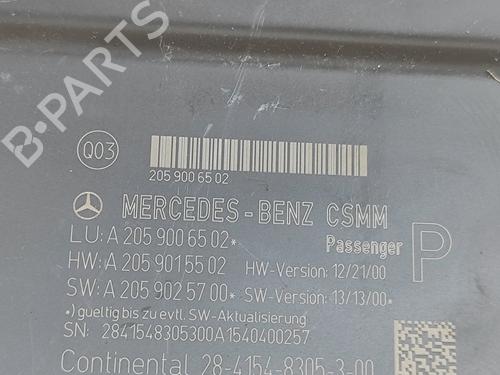 B-PARTS
Q03
205 900 65 02
MERCEDES-BENZ CSMM
LU: A 205 900 65 02* Passenger P
HW: A 205 901 55 02 HW-Version: 12/21/00
SW: A 205 902 57 00* SW-Version: 13/13/00*
*) gueltig bis zu evtl. SW-Aktualisierung
SN: 2841548305300A1540400257
Continental 28-4154-8305-3-00